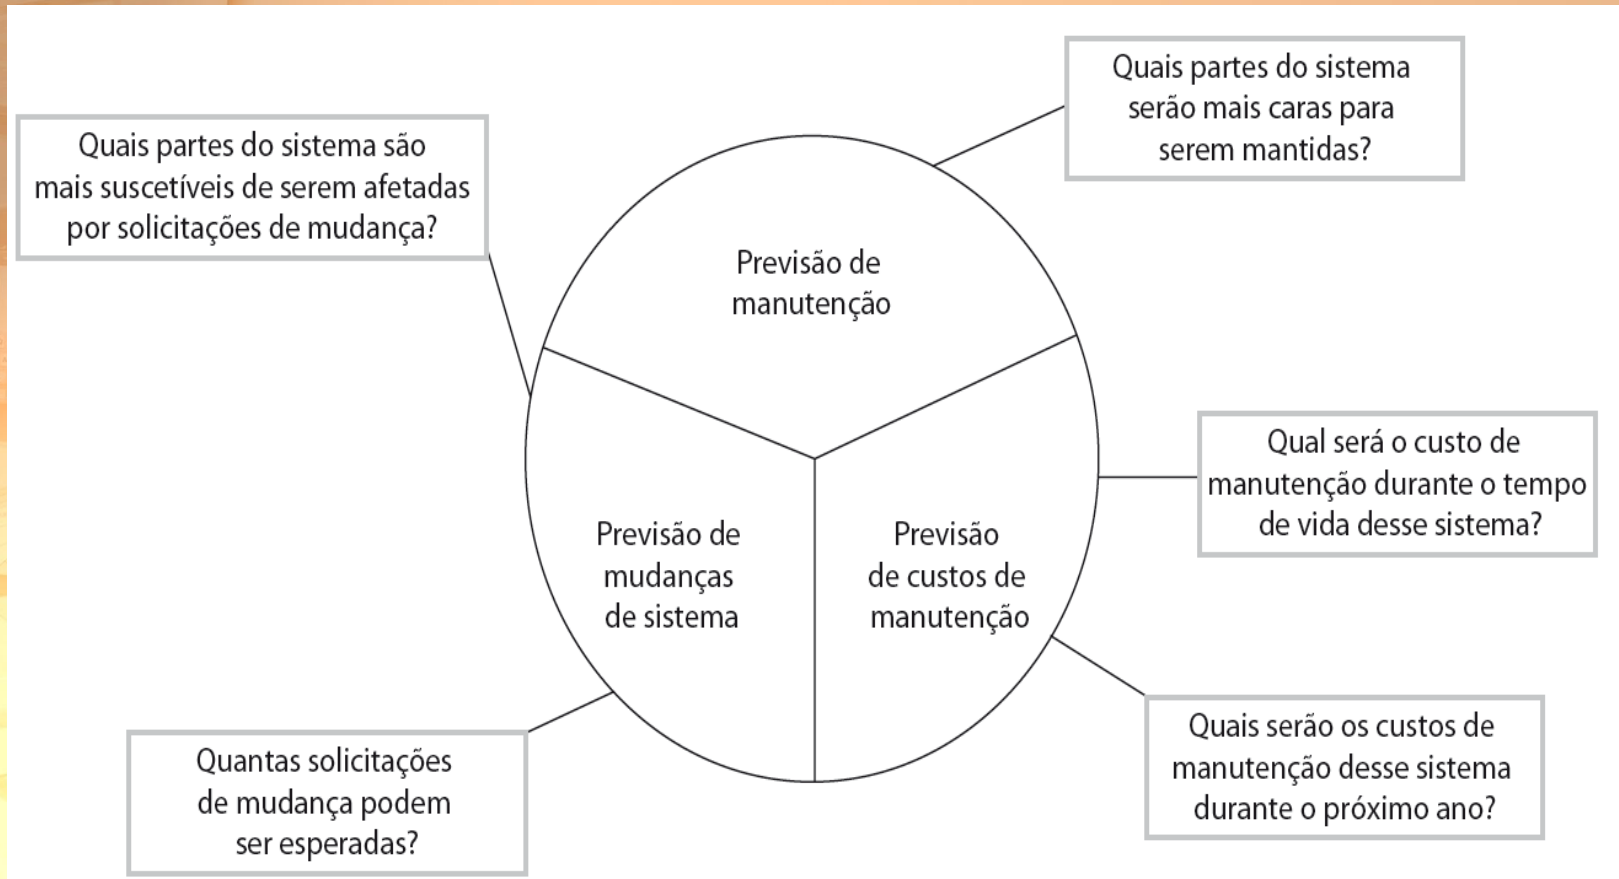 Quais partes do sistema
serão mais caras para
serem mantidas?
Quais partes do sistema são
mais suscetíveis de serem afetadas
por solicitações de mudança?
Previsão de
manutenção
Qual será o custo de
manutenção durante o tempo
de vida desse sistema?
Previsão de
mudanças
de sistema
Previsão
de custos de
manutenção
Quais serão os custos de
manutenção desse sistema
durante o próximo ano?
Quantas solicitações
de mudança podem
ser esperadas?